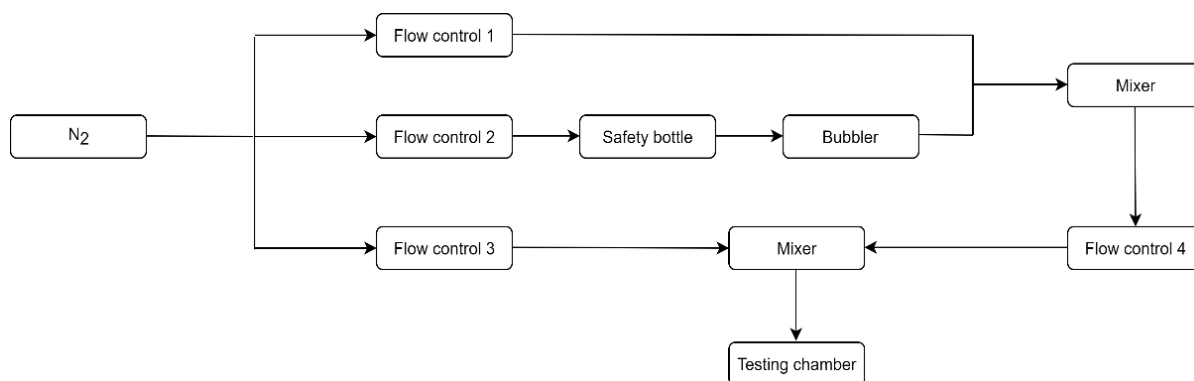 Flow control 1
Mixer
N2
Flow control 2
Safety bottle
Bubbler
Flow control 3
Mixer
Flow control 4
Testing chamber